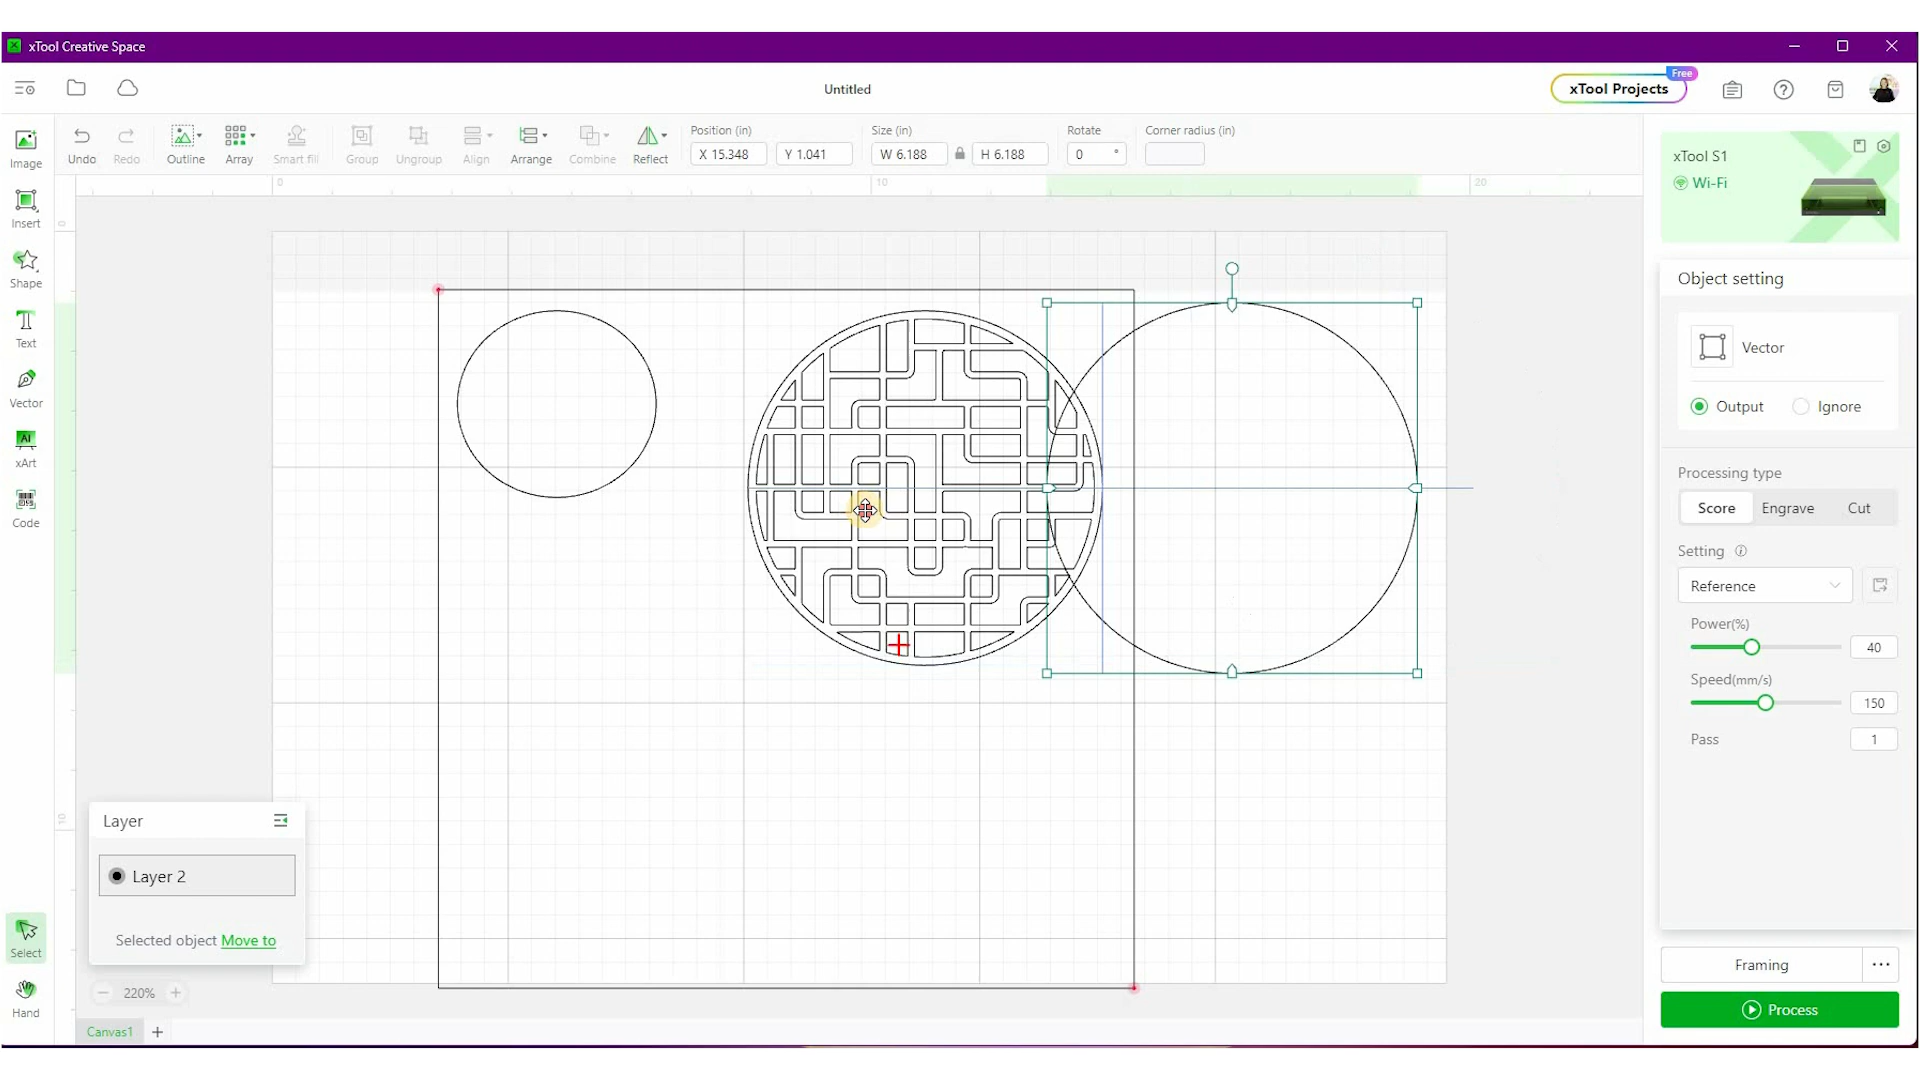 xTool Creative Space
Untitled
xTool Projects
Free
Image
Insert
Shape
Text
Vector
xArt
AI
Code
Select
Hand
Undo
Redo
Outline
Array
Smart fill
Group
Ungroup
Align
Arrange
Combine
Reflect
Position (in)
X 15.348
Y 1.041
Size (in)
W 6.188
H 6.188
Rotate
0 °
Corner radius (in)
0
10
20
0
10
Layer
Layer 2
Selected object Move to
220%
Canvas1
xTool S1
Wi-Fi
Object setting
Vector
Output
Ignore
Processing type
Score
Engrave
Cut
Setting
Reference
Power(%)
40
Speed(mm/s)
150
Pass
1
Framing
Process